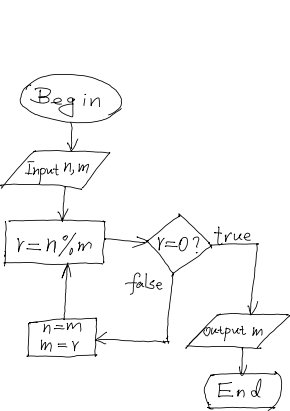 Begin
Input n,m
r=n%m
r=0?
true
false
n=m
m=r
output m
End